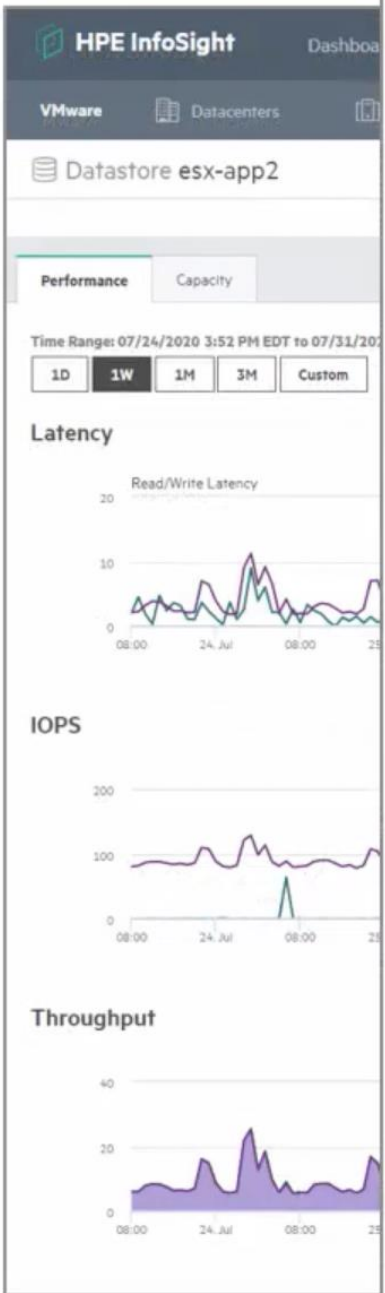 HPE InfoSight Dashboa
VMware Datacenters
Datastore esx-app2
Performance Capacity
Time Range: 07/24/2020 3:52 PM EDT to 07/31/202
1D 1W 1M 3M Custom
Latency
Read/Write Latency
20
10
0
08:00 24. Jul 08:00 25
IOPS
200
100
0
08:00 24. Jul 08:00 25
Throughput
40
20
0
08:00 24. Jul 08:00 25